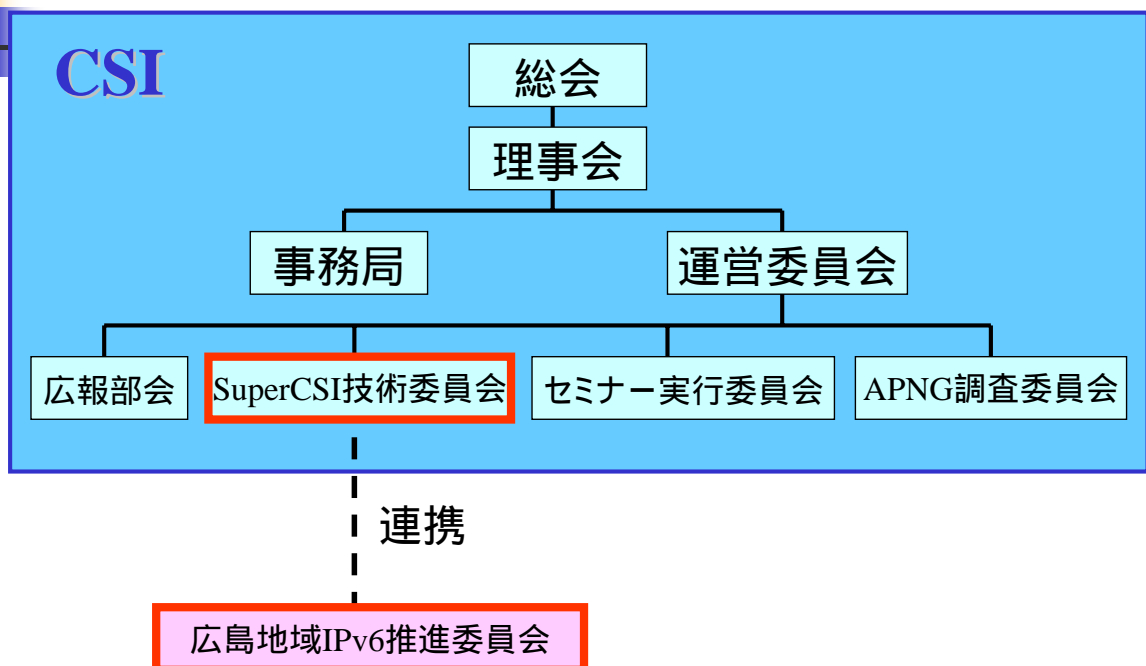 CSI
総会
理事会
事務局
運営委員会
広報部会
SuperCSI技術委員会
セミナー実行委員会
APNG調査委員会
連携
広島地域IPv6推進委員会